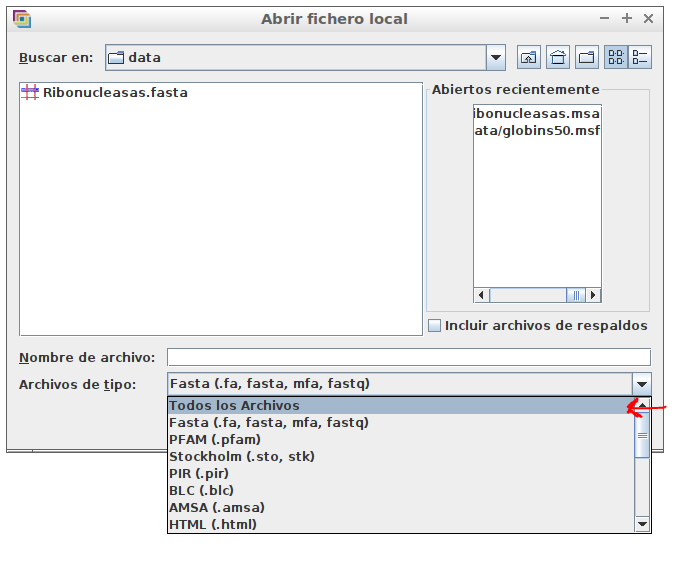 Abrir fichero local
Buscar en: data
Ribonucleasas.fasta
Abiertos recientemente
ibonucleasas.msa
ata/globins50.msf
Incluir archivos de respaldos
Nombre de archivo:
Archivos de tipo: Fasta (.fa, fasta, mfa, fastq)
Todos los Archivos
Fasta (.fa, fasta, mfa, fastq)
PFAM (.pfam)
Stockholm (.sto, stk)
PIR (.pir)
BLC (.blc)
AMSA (.amsa)
HTML (.html)